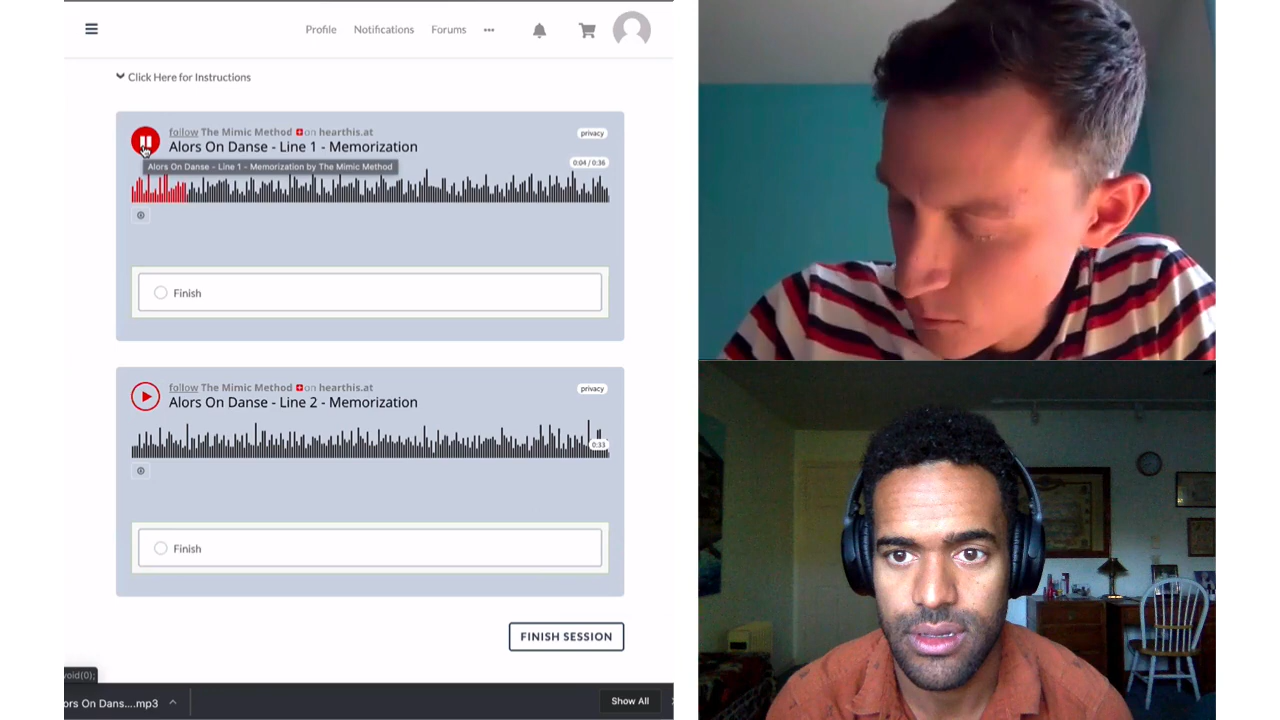 Profile Notifications Forums
Click Here for Instructions
follow The Mimic Method on hearthis.at
privacy
Alors On Danse - Line 1 - Memorization
0:04 / 0:36
Alors On Danse - Line 1 - Memorization by The Mimic Method
Finish
follow The Mimic Method on hearthis.at
privacy
Alors On Danse - Line 2 - Memorization
0:33
Finish
FINISH SESSION
void(0);
ors On Dans....mp3
Show All